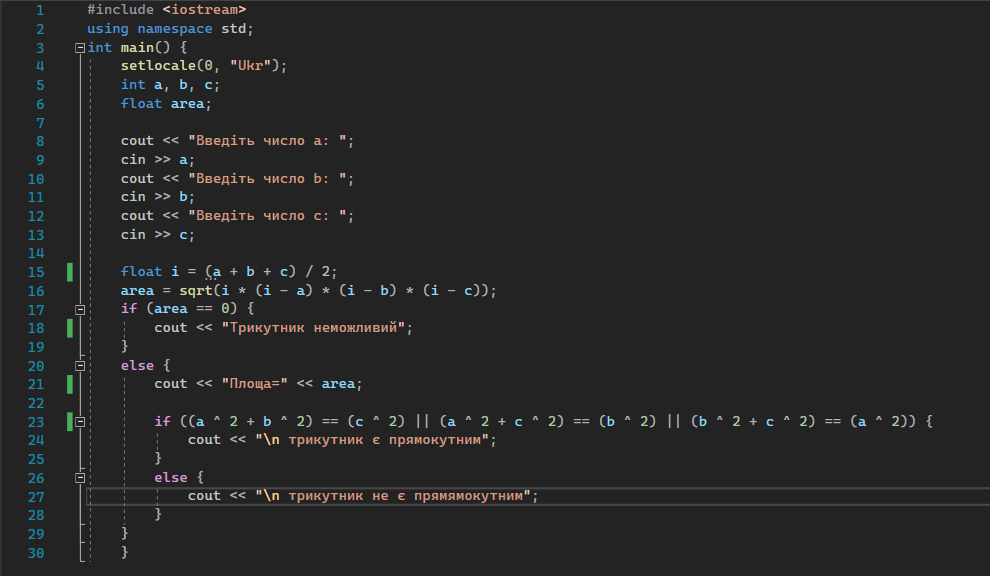 1 #include <iostream>
2 using namespace std;
3 int main() {
4 setlocale(0, "Ukr");
5 int a, b, c;
6 float area;
7
8 cout << "Введіть число a: ";
9 cin >> a;
10 cout << "Введіть число b: ";
11 cin >> b;
12 cout << "Введіть число c: ";
13 cin >> c;
14
15 float i = (a + b + c) / 2;
16 area = sqrt(i * (i - a) * (i - b) * (i - c));
17 if (area == 0) {
18 cout << "Трикутник неможливий";
19 }
20 else {
21 cout << "Площа=" << area;
22
23 if ((a ^ 2 + b ^ 2) == (c ^ 2) || (a ^ 2 + c ^ 2) == (b ^ 2) || (b ^ 2 + c ^ 2) == (a ^ 2)) {
24 cout << "\n трикутник є прямокутним";
25 }
26 else {
27 cout << "\n трикутник не є прямямокутним";
28 }
29 }
30 }